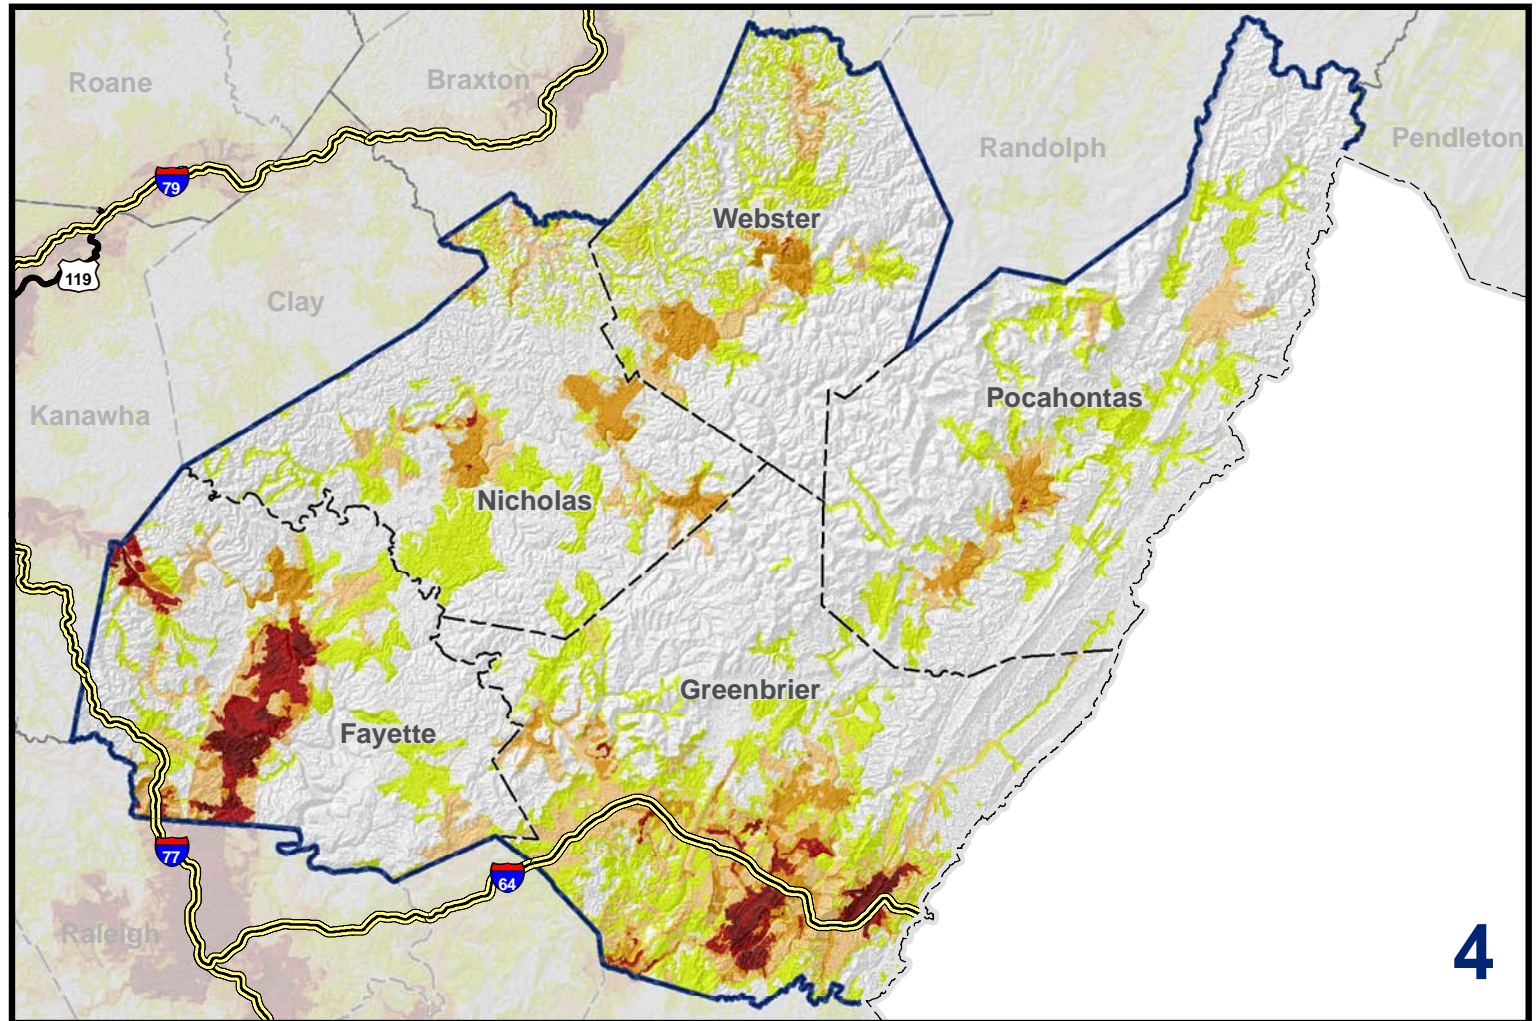 Roane
Braxton
Randolph
Pendleton
79
Webster
119
Clay
Kanawha
Pocahontas
Nicholas
Greenbrier
Fayette
77
64
Raleigh
4